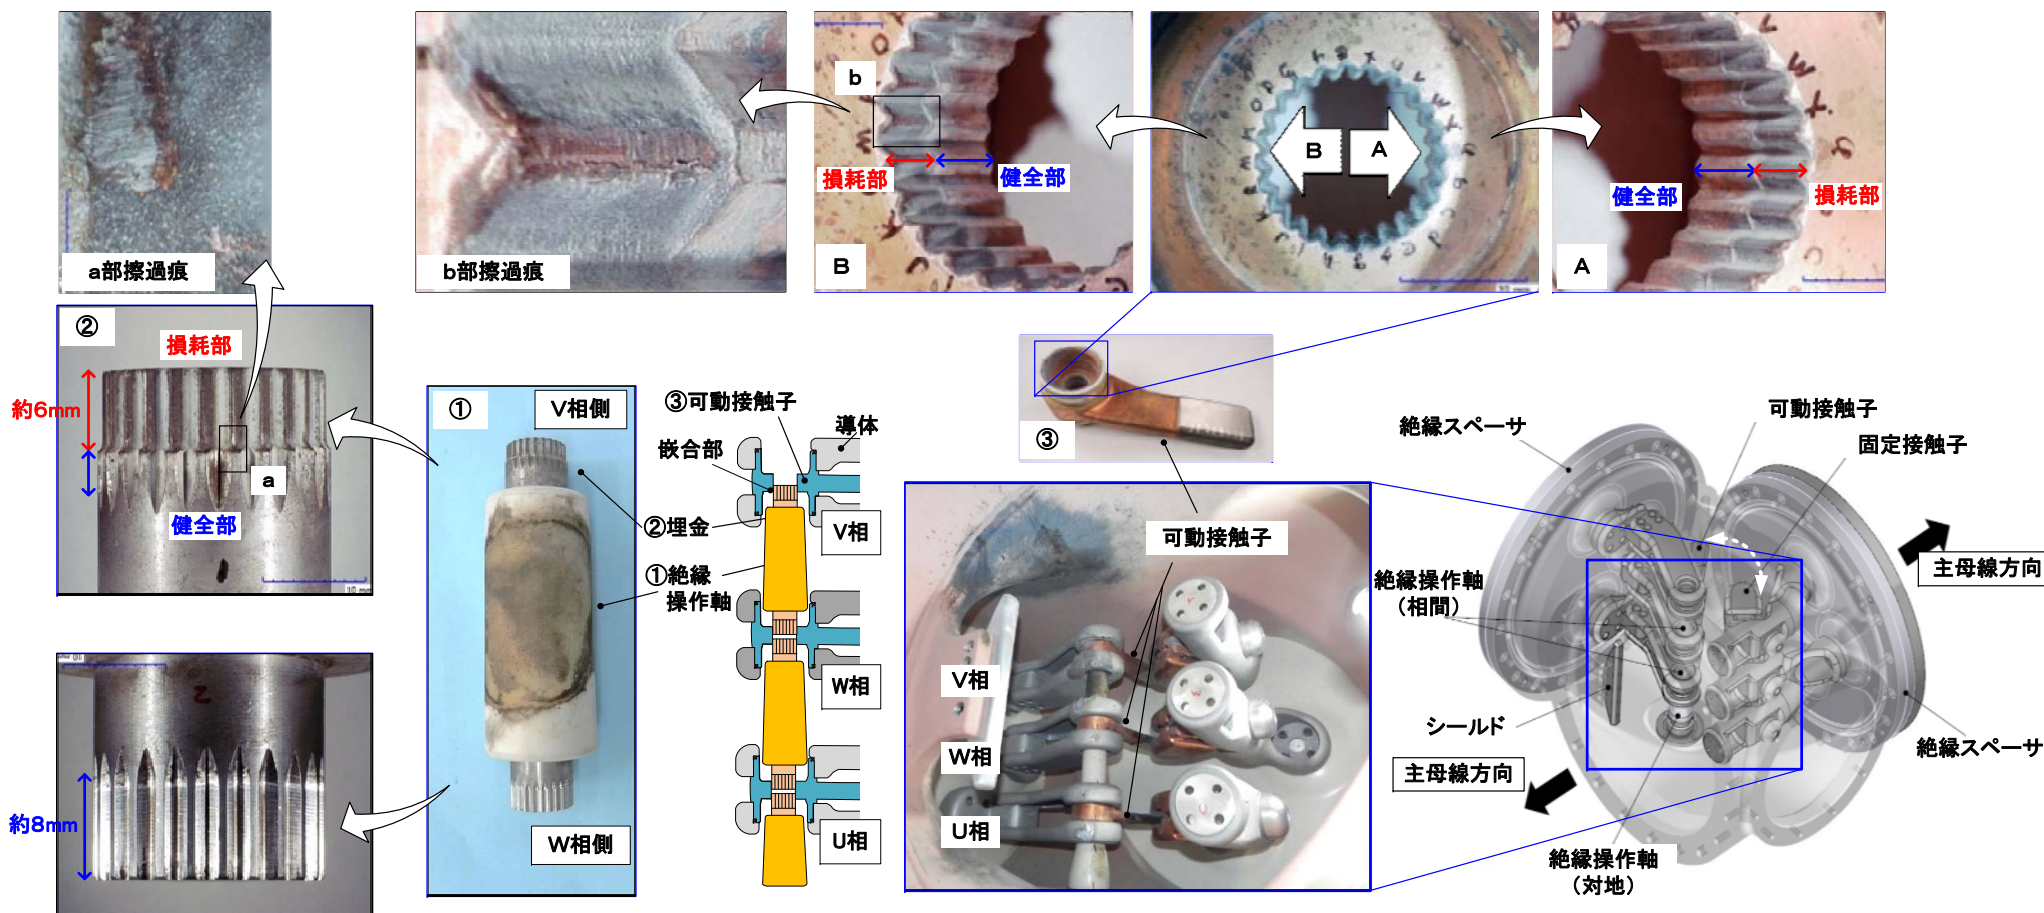 a部擦過痕
b部擦過痕
b
損耗部
健全部
B
B
A
健全部
損耗部
A
②
損耗部
約6mm
a
健全部
約8mm
①
V相側
W相側
③可動接触子
導体
嵌合部
②埋金
①絶縁
操作軸
V相
W相
U相
③
可動接触子
V相
W相
U相
絶縁スペーサ
可動接触子
固定接触子
主母線方向
絶縁操作軸
（相間）
シールド
主母線方向
絶縁スペーサ
絶縁操作軸
（対地）